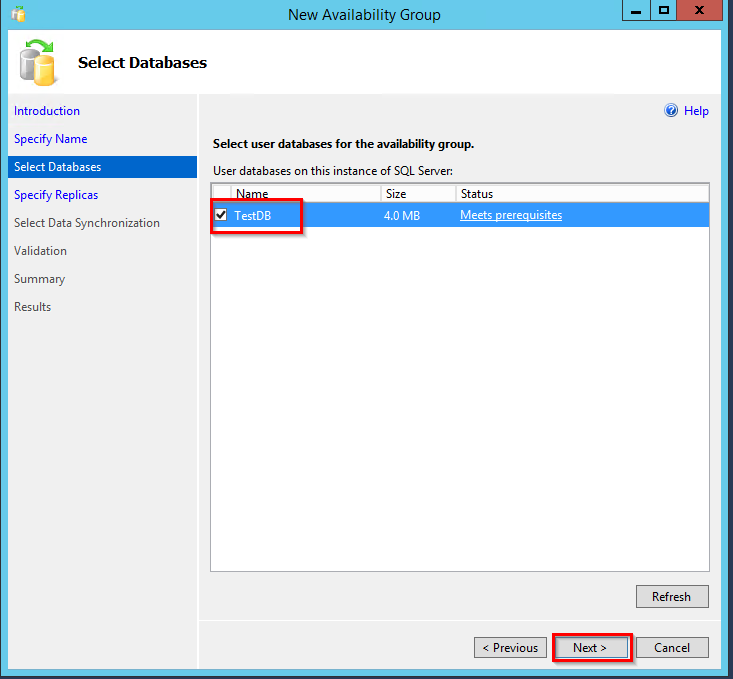 New Availability Group
X
Select Databases
Introduction
Help
Specify Name
Select user databases for the availability group.
Select Databases
User databases on this instance of SQL Server:
Specify Replicas
Name Size Status
TestDB 4.0 MB Meets prerequisites
Select Data Synchronization
Validation
Summary
Results
Refresh
< Previous Next > Cancel